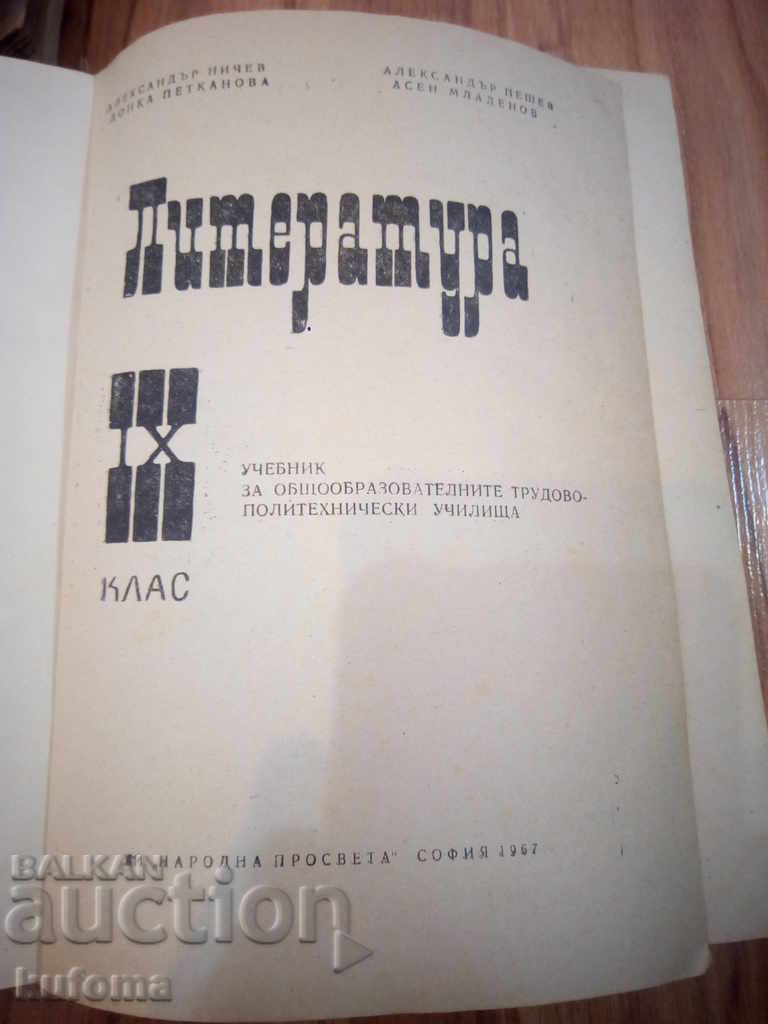 АЛЕКСАНДЪР НИЧЕВ
ДОНКА ПЕТКАНОВА
АЛЕКСАНДЪР ПЕШЕВ
АСЕН МЛАДЕНОВ
Литература
IX
КЛАС
УЧЕБНИК
ЗА ОБЩООБРАЗОВАТЕЛНИТЕ ТРУДОВО-
ПОЛИТЕХНИЧЕСКИ УЧИЛИЩА
„НАРОДНА ПРОСВЕТА" СОФИЯ 1967
BALKAN
auction
kufoma